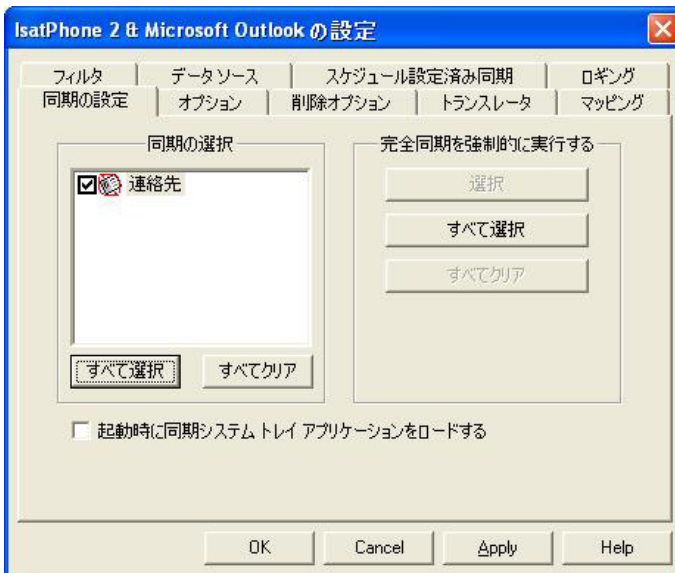 IsatPhone 2 & Microsoft Outlook の設定
フィルタ データソース スケジュール設定済み同期 ロギング
同期の設定 オプション 削除オプション トランスレータ マッピング
同期の選択
連絡先
すべて選択 すべてクリア
完全同期を強制的に実行する
選択
すべて選択
すべてクリア
起動時に同期システム トレイ アプリケーションをロードする
OK Cancel Apply Help